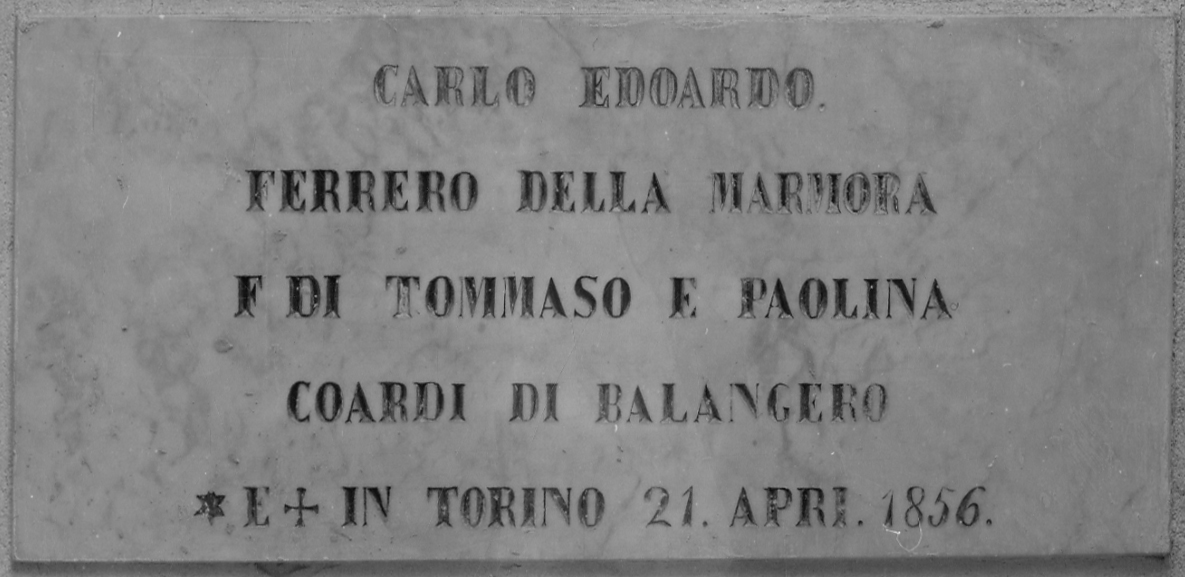 CARLO EDOARDO.
FERRERO DELLA MARMORA
F DI TOMMASO E PAOLINA
COARDI DI BALANGERO
* E + IN TORINO 21. APRI. 1856.